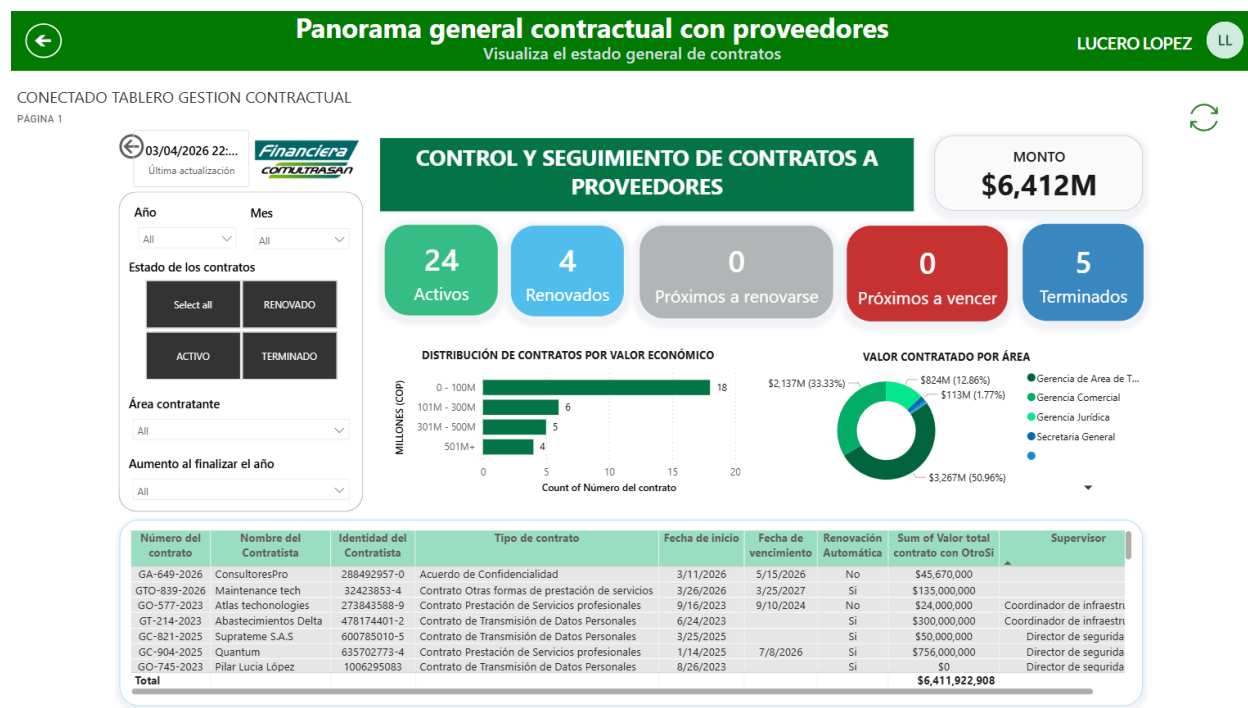 Panorama general contractual con proveedores
Visualiza el estado general de contratos
LUCERO LOPEZ
LL
CONECTADO TABLERO GESTION CONTRACTUAL
PÁGINA 1
03/04/2026 22:...
Última actualización
Financiera
COMULTRASAN
CONTROL Y SEGUIMIENTO DE CONTRATOS A
PROVEEDORES
MONTO
$6,412M
Año
Mes
All
All
Estado de los contratos
Select all
RENOVADO
ACTIVO
TERMINADO
Área contratante
All
Aumento al finalizar el año
All
24
Activos
4
Renovados
0
Próximos a renovarse
0
Próximos a vencer
5
Terminados
DISTRIBUCIÓN DE CONTRATOS POR VALOR ECONÓMICO
MILLONES (COP)
0 - 100M
18
101M - 300M
6
301M - 500M
5
501M+
4
0 5 10 15 20
Count of Número del contrato
VALOR CONTRATADO POR ÁREA
$2,137M (33.33%)
$824M (12.86%)
$113M (1.77%)
$3,267M (50.96%)
Gerencia de Area de T...
Gerencia Comercial
Gerencia Jurídica
Secretaria General
Número del contrato Nombre del Contratista Identidad del Contratista Tipo de contrato Fecha de inicio Fecha de vencimiento Renovación Automática Sum of Valor total contrato con OtroSi Supervisor
GA-649-2026 ConsultoresPro 288492957-0 Acuerdo de Confidencialidad 3/11/2026 5/15/2026 No $45,670,000
GTO-839-2026 Maintenance tech 32423853-4 Contrato Otras formas de prestación de servicios 3/26/2026 3/25/2027 Si $135,000,000
GO-577-2023 Atlas techonologies 273843588-9 Contrato Prestación de Servicios profesionales 9/16/2023 9/10/2024 No $24,000,000 Coordinador de infraestru
GT-214-2023 Abastecimientos Delta 478174401-2 Contrato de Transmisión de Datos Personales 6/24/2023 Si $300,000,000 Coordinador de infraestru
GC-821-2025 Suprateme S.A.S 600785010-5 Contrato de Transmisión de Datos Personales 3/25/2025 Si $50,000,000 Director de segurida
GC-904-2025 Quantum 635702773-4 Contrato Prestación de Servicios profesionales 1/14/2025 7/8/2026 Si $756,000,000 Director de segurida
GO-745-2023 Pilar Lucia López 1006295083 Contrato de Transmisión de Datos Personales 8/26/2023 Si $0 Director de segurida
Total $6,411,922,908